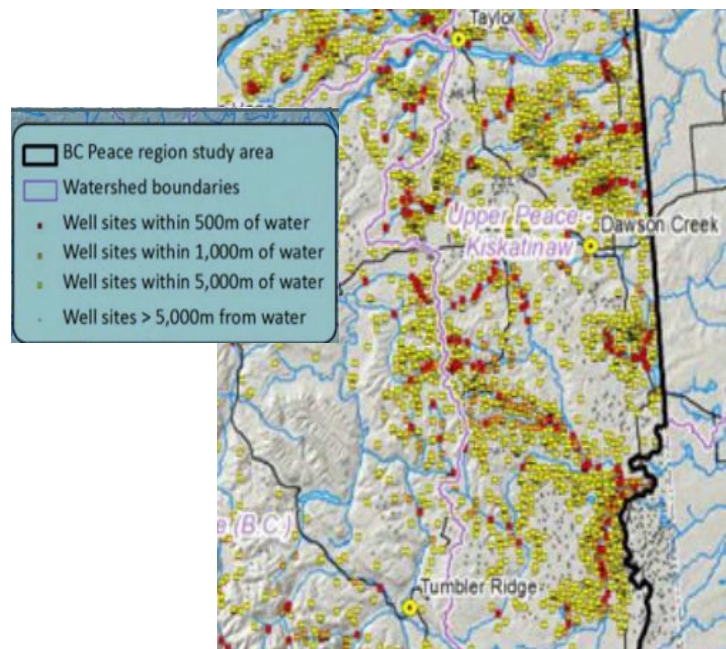 Taylor
BC Peace region study area
Watershed boundaries
Well sites within 500m of water
Well sites within 1,000m of water
Well sites within 5,000m of water
Well sites > 5,000m from water
Upper Peace -
Kiskatinaw
Dawson Creek
e (B.C.)
Tumbler Ridge